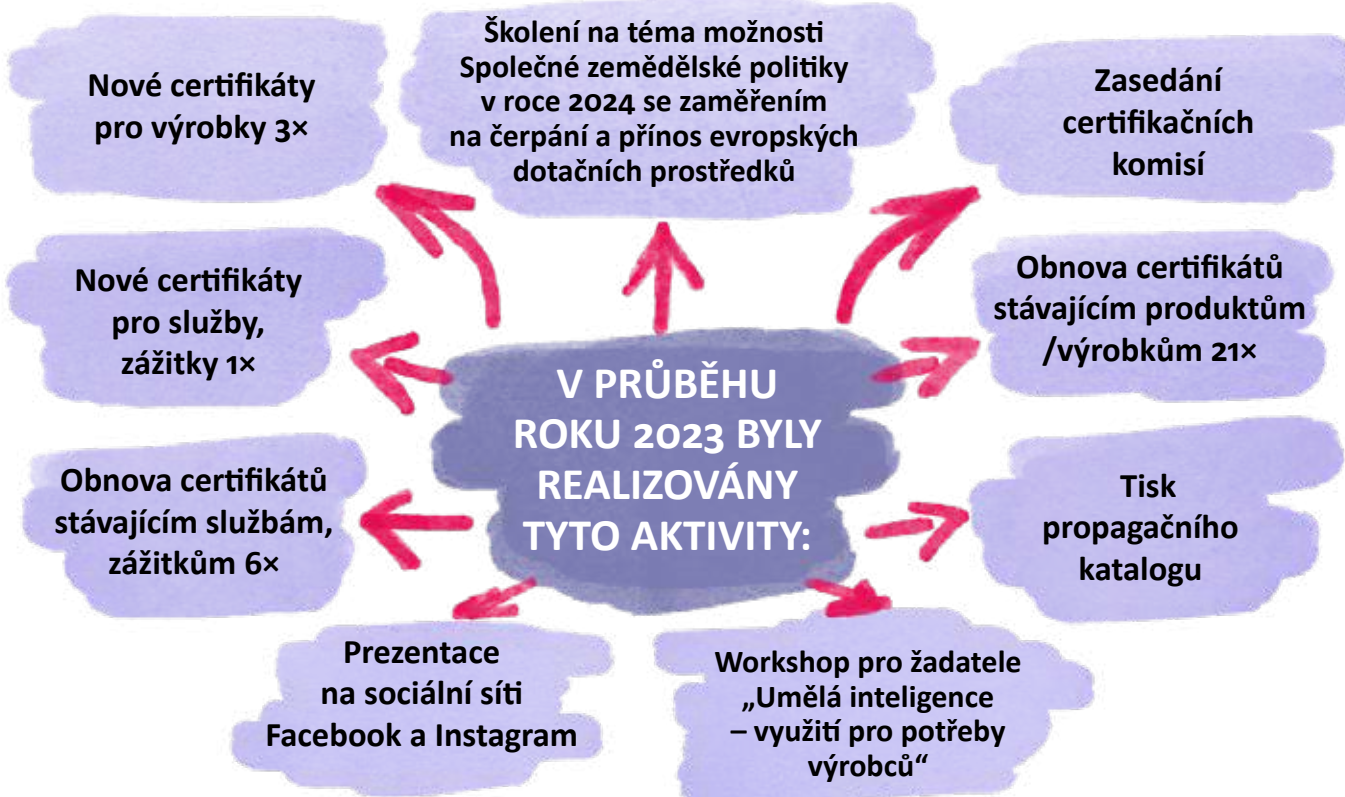 Nové certifikáty
pro výrobky 3×
Školení na téma možnosti
Společné zemědělské politiky
v roce 2024 se zaměřením
na čerpání a přínos evropských
dotačních prostředků
Zasedání
certifikačních
komisí
Nové certifikáty
pro služby,
zážitky 1×
Obnova certifikátů
stávajícím produktům
/výrobkům 21×
V PRŮBĚHU
ROKU 2023 BYLY
REALIZOVÁNY
TYTO AKTIVITY:
Obnova certifikátů
stávajícím službám,
zážitkům 6×
Tisk
propagačního
katalogu
Prezentace
na sociální síti
Facebook a Instagram
Workshop pro žadatele
„Umělá inteligence
– využití pro potřeby
výrobců“